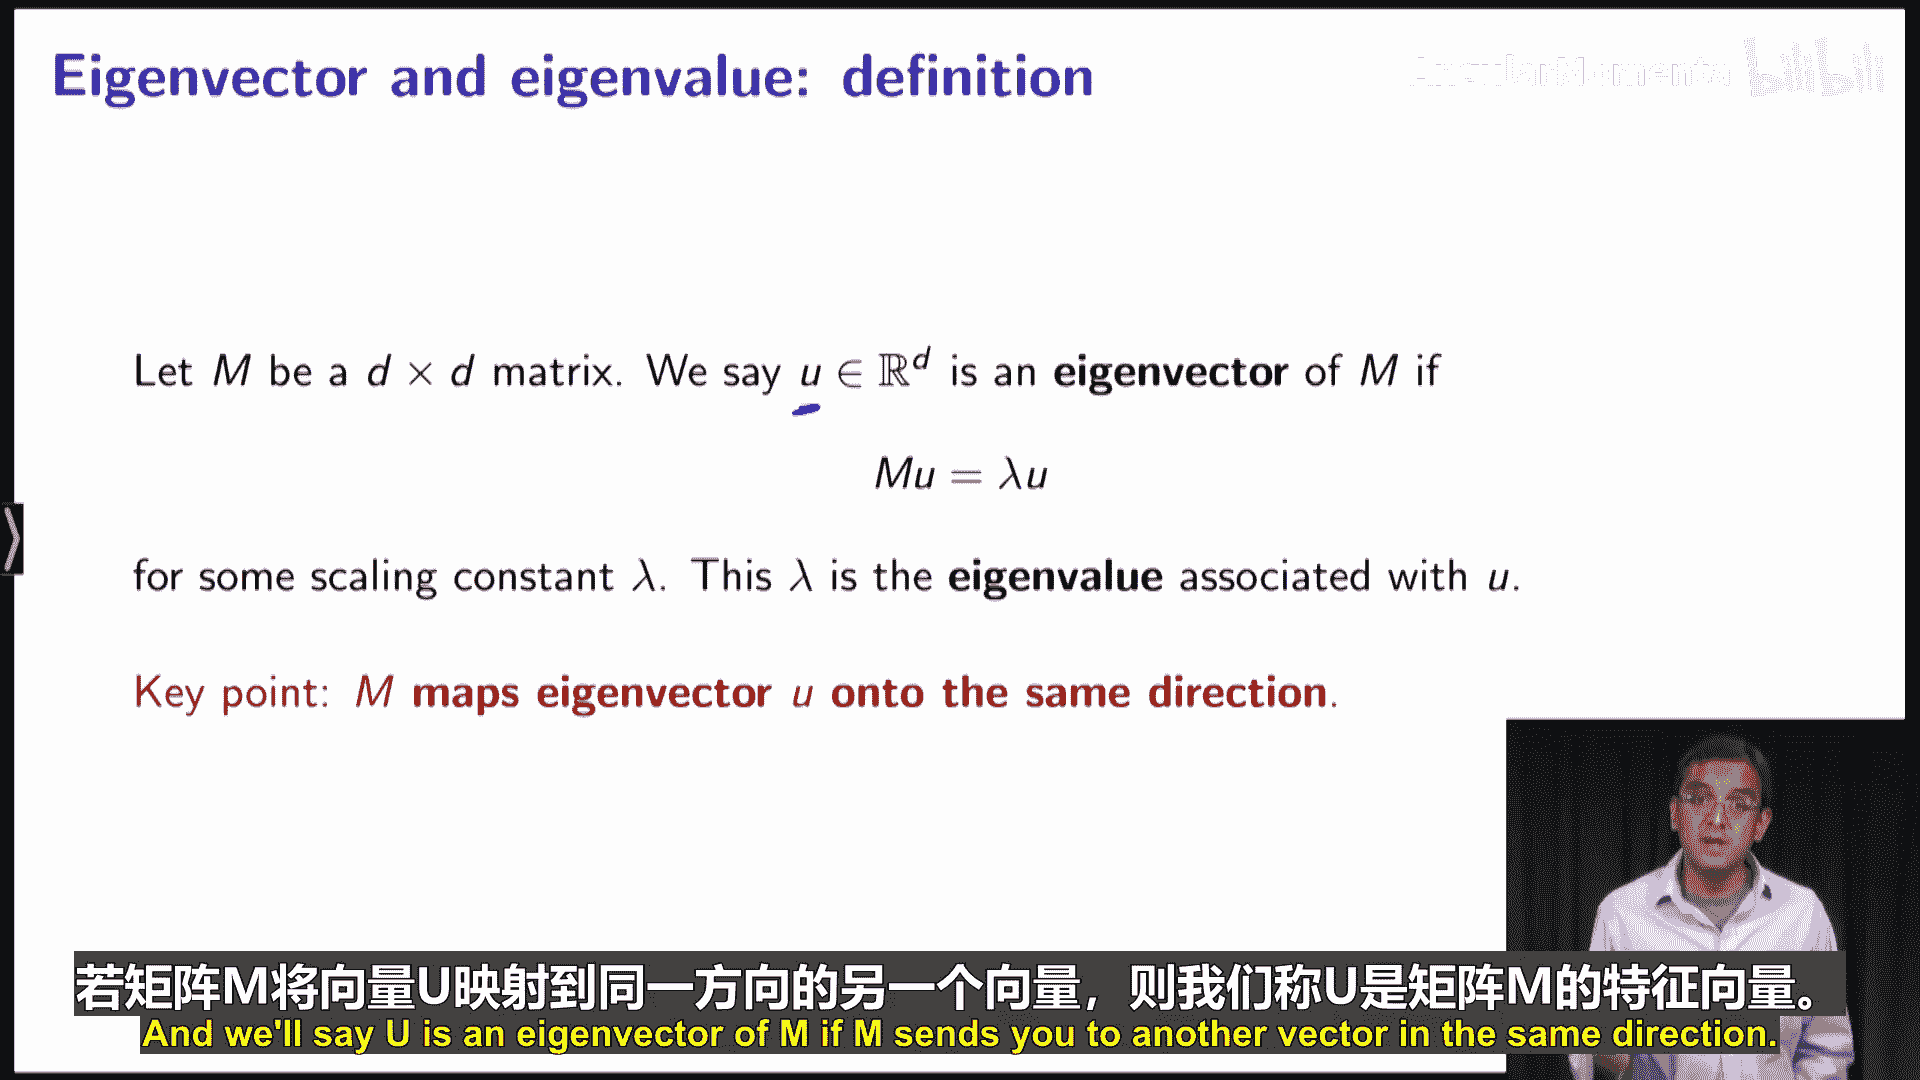 Eigenvector and eigenvalue: definition
bilibili
Let M be a d × d matrix. We say u ∈ ℝᵈ is an eigenvector of M if
Mu = λu
for some scaling constant λ. This λ is the eigenvalue associated with u.
Key point: M maps eigenvector u onto the same direction.
若矩阵M将向量U映射到同一方向的另一个向量，则我们称U是矩阵M的特征向量。
And we'll say U is an eigenvector of M if M sends you to another vector in the same direction.